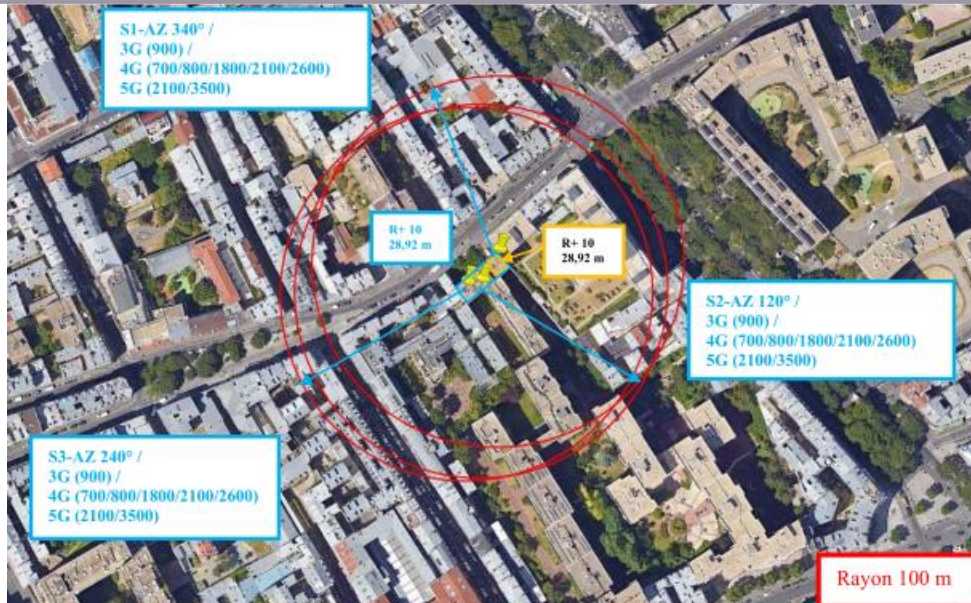 S1-AZ 340° /
3G (900) /
4G (700/800/1800/2100/2600)
5G (2100/3500)
R+ 10
28,92 m
R+ 10
28,92 m
S2-AZ 120° /
3G (900) /
4G (700/800/1800/2100/2600)
5G (2100/3500)
S3-AZ 240° /
3G (900) /
4G (700/800/1800/2100/2600)
5G (2100/3500)
Rayon 100 m